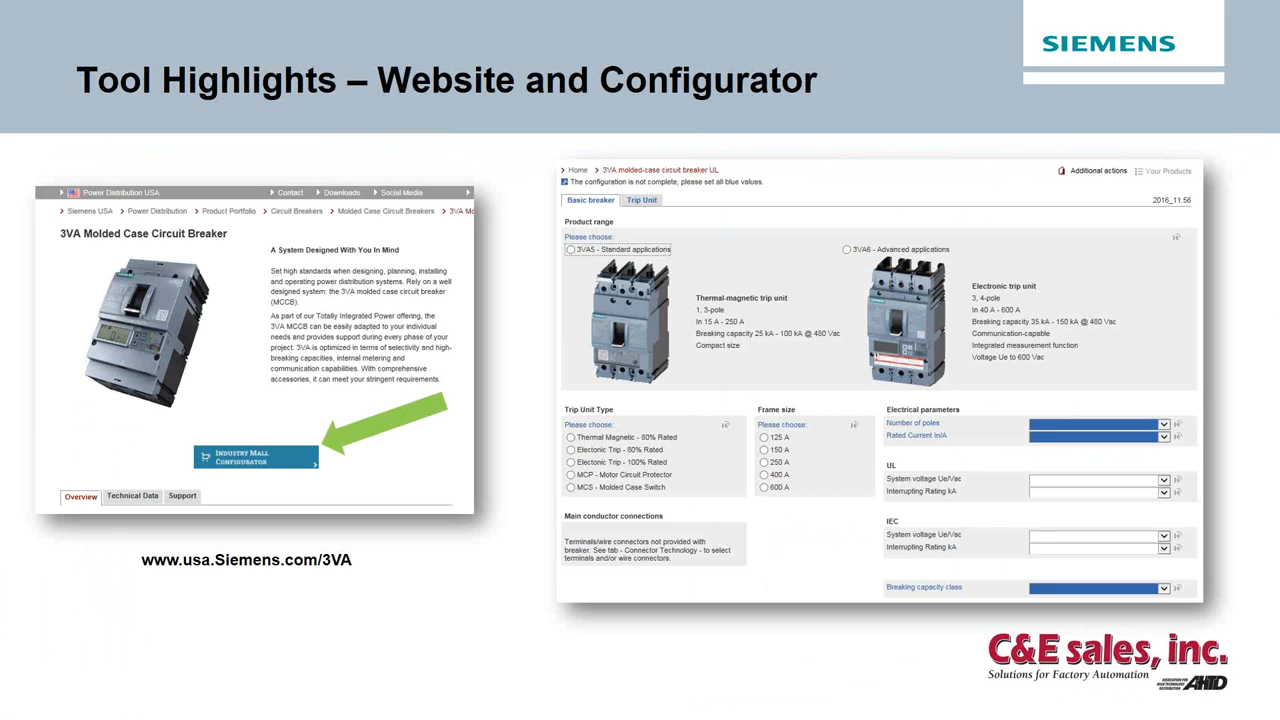 SIEMENS
Tool Highlights – Website and Configurator
Power Distribution USA
Contact
Downloads
Social Media
Siemens USA
Power Distribution
Product Portfolio
Circuit Breakers
Molded Case Circuit Breakers
3VA Mo
3VA Molded Case Circuit Breaker
A System Designed With You In Mind
Set high standards when designing, planning, installing
and operating power distribution systems. Rely on a well
designed system: the 3VA molded case circuit breaker
(MCCB).
As part of our Totally Integrated Power offering, the
3VA MCCB can be easily adapted to your individual
needs and provides support during every phase of your
project. 3VA is optimized in terms of selectivity and high-
breaking capacities, internal metering and
communication capabilities. With comprehensive
accessories, it can meet your stringent requirements.
INDUSTRY MALL
CONFIGURATOR
Overview
Technical Data
Support
www.usa.Siemens.com/3VA
Home
3VA molded-case circuit breaker UL
Additional actions
Your Products
The configuration is not complete, please set all blue values.
Basic breaker
Trip Unit
2016_11.56
Product range
Please choose:
3VA5 - Standard applications
3VA6 - Advanced applications
Thermal-magnetic trip unit
1, 3-pole
In 15 A - 250 A
Breaking capacity 25 kA - 100 kA @ 480 Vac
Compact size
Electronic trip unit
3, 4-pole
In 40 A - 600 A
Breaking capacity 35 kA - 150 kA @ 480 Vac
Communication-capable
Integrated measurement function
Voltage Ue to 600 Vac
Trip Unit Type
Please choose:
Thermal Magnetic - 80% Rated
Electonic Trip - 80% Rated
Electonic Trip - 100% Rated
MCP - Motor Circuit Protector
MCS - Molded Case Switch
Frame size
Please choose:
125 A
150 A
250 A
400 A
600 A
Electrical parameters
Number of poles
Rated Current In/A
UL
System voltage Ue/Vac
Interrupting Rating kA
IEC
System voltage Ue/Vac
Interrupting Rating kA
Breaking capacity class
Main conductor connections
Terminals/wire connectors not provided with
breaker. See tab - Connector Technology - to select
terminals and/or wire connectors.
C&E sales, inc.
Solutions for Factory Automation
ASSOCIATION FOR
HIGH TECHNOLOGY
DISTRIBUTION
AHTD